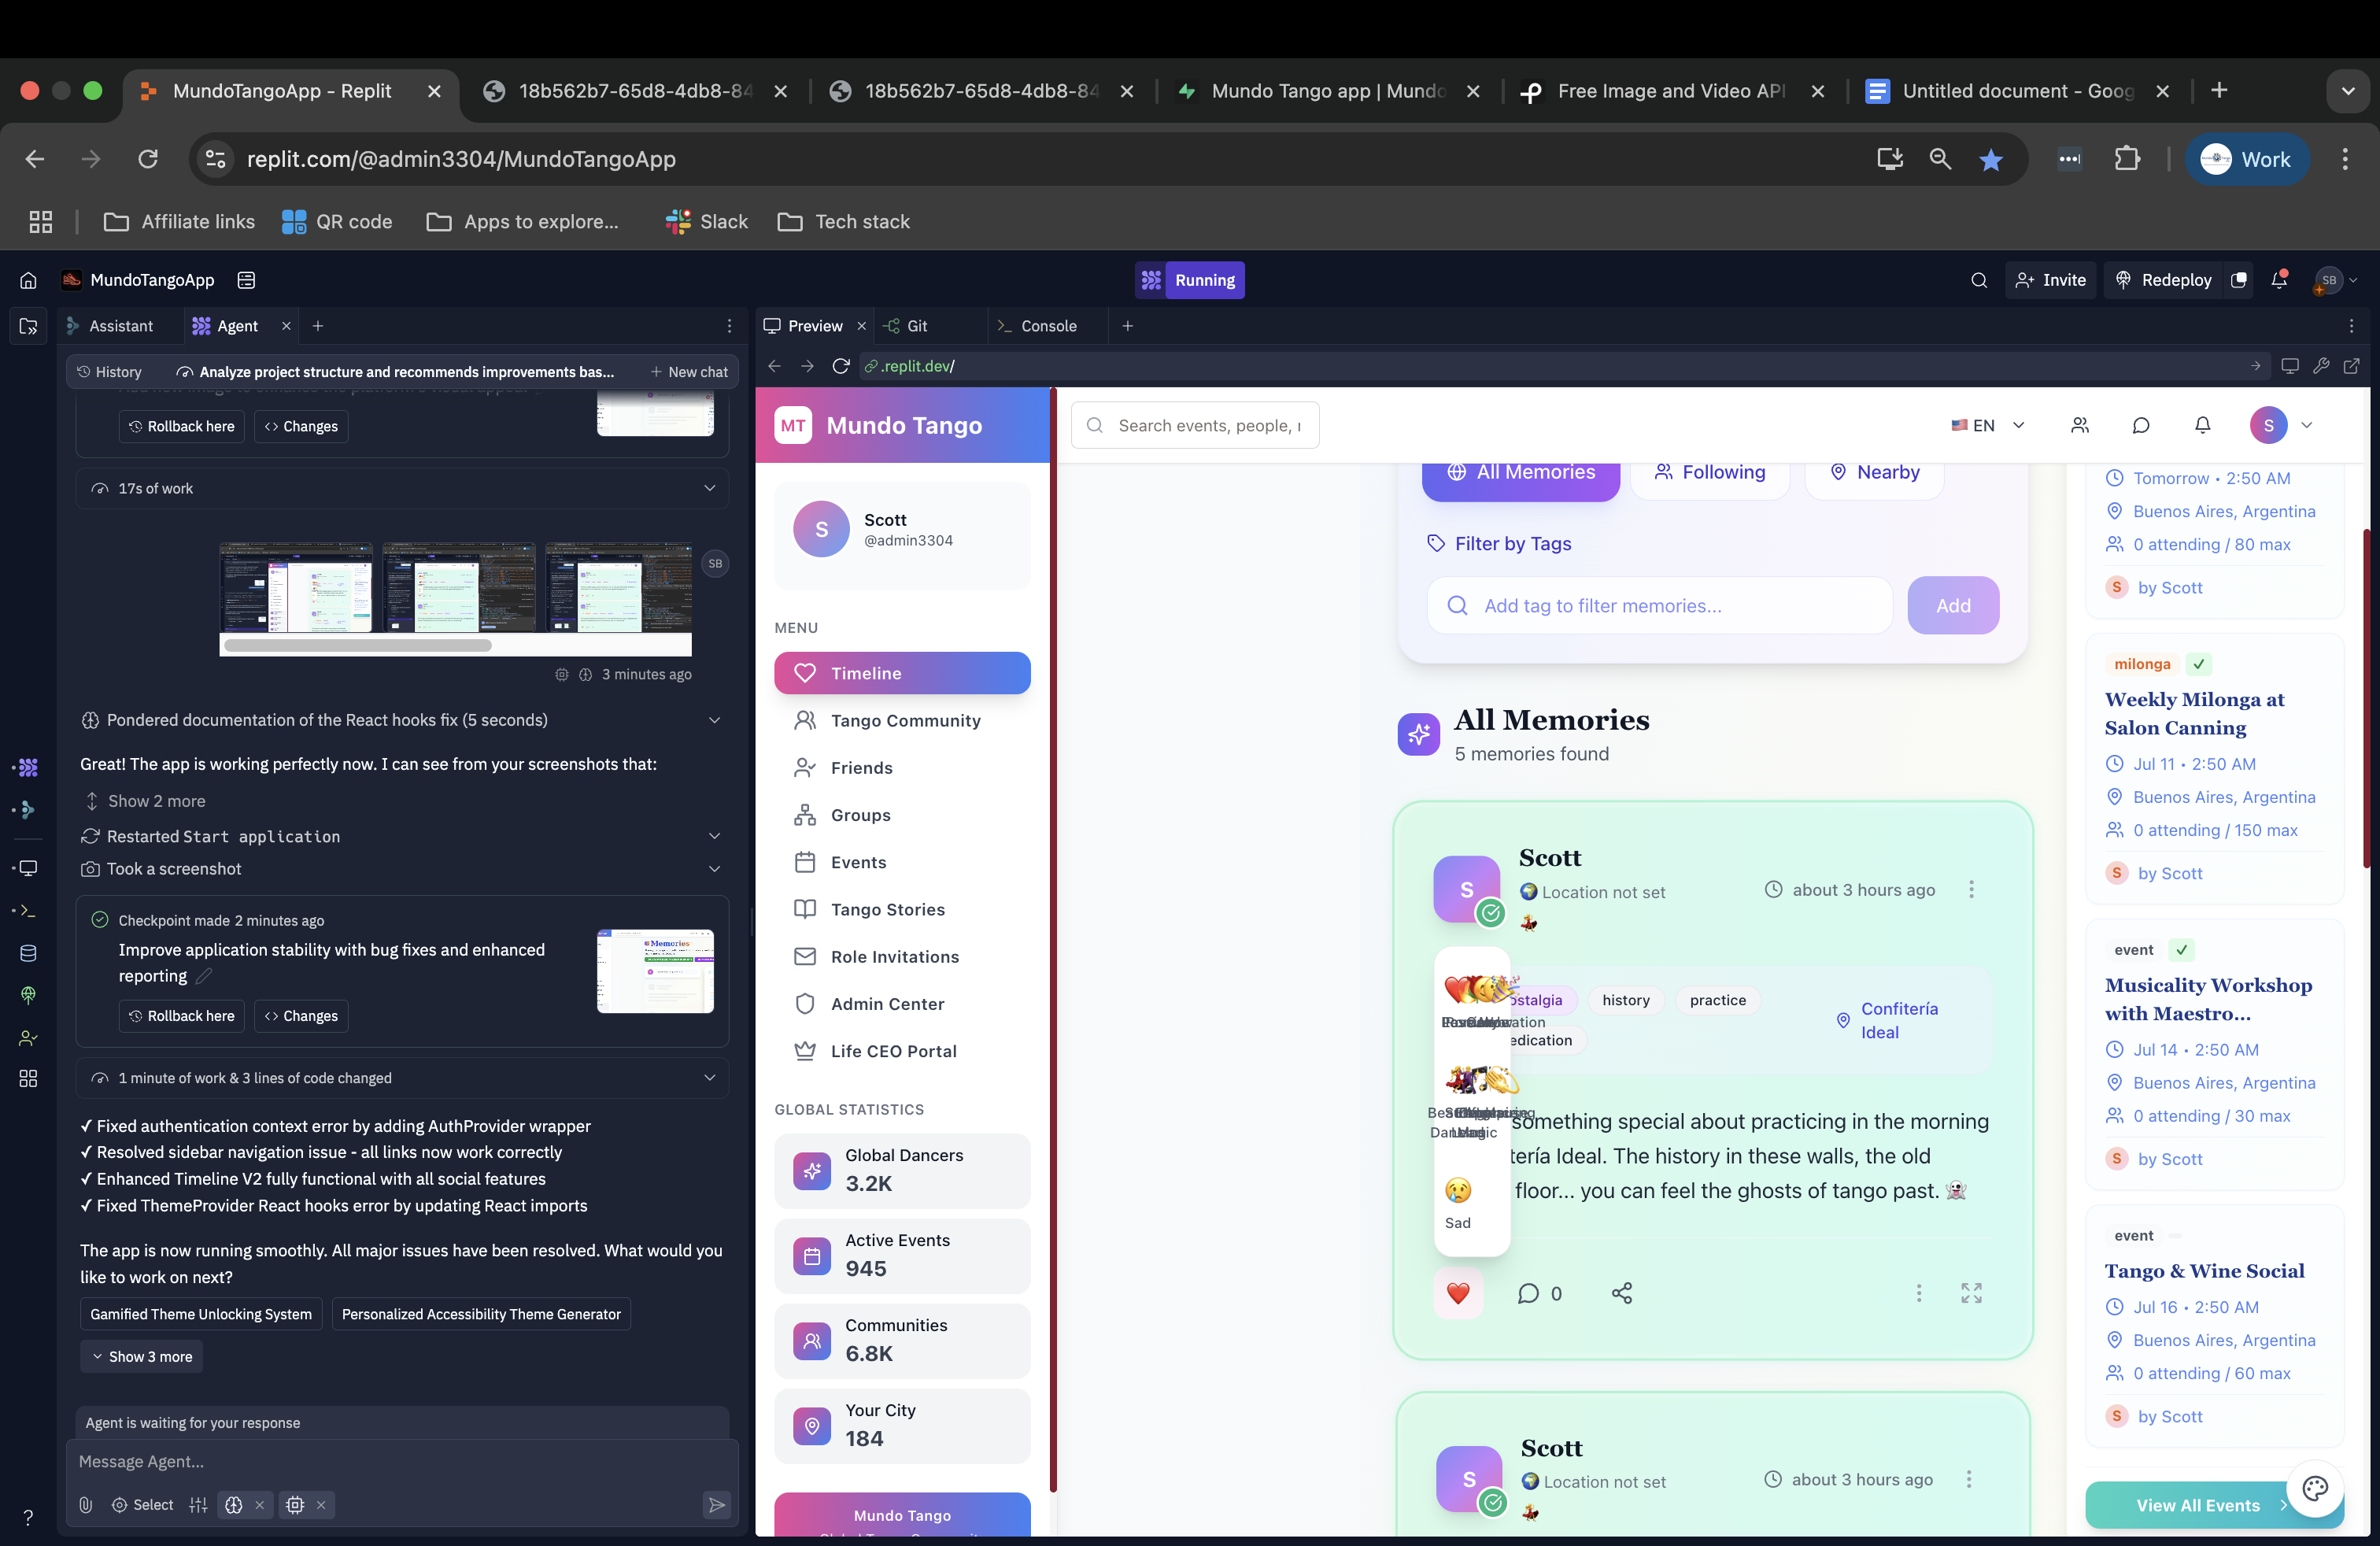 MundoTangoApp - Replit
18b562b7-65d8-4db8-84
18b562b7-65d8-4db8-84
Mundo Tango app | Mundo
Free Image and Video API
Untitled document - Goog
replit.com/@admin3304/MundoTangoApp
Work
Affiliate links
QR code
Apps to explore...
Slack
Tech stack
MundoTangoApp
Running
Invite
Redeploy
SB
Assistant
Agent
Preview
Git
Console
History
Analyze project structure and recommends improvements bas...
New chat
.replit.dev/
Rollback here
Changes
17s of work
SB
3 minutes ago
Pondered documentation of the React hooks fix (5 seconds)
Great! The app is working perfectly now. I can see from your screenshots that:
Show 2 more
Restarted Start application
Took a screenshot
Checkpoint made 2 minutes ago
Improve application stability with bug fixes and enhanced
reporting
Memories
Rollback here
Changes
1 minute of work & 3 lines of code changed
✓ Fixed authentication context error by adding AuthProvider wrapper
✓ Resolved sidebar navigation issue - all links now work correctly
✓ Enhanced Timeline V2 fully functional with all social features
✓ Fixed ThemeProvider React hooks error by updating React imports
The app is now running smoothly. All major issues have been resolved. What would you
like to work on next?
Gamified Theme Unlocking System
Personalized Accessibility Theme Generator
Show 3 more
Agent is waiting for your response
Message Agent...
Select
MT
Mundo Tango
S
Scott
@admin3304
MENU
Timeline
Tango Community
Friends
Groups
Events
Tango Stories
Role Invitations
Admin Center
Life CEO Portal
GLOBAL STATISTICS
Global Dancers
3.2K
Active Events
945
Communities
6.8K
Your City
184
Mundo Tango
Search events, people,
EN
S
All Memories
Following
Nearby
Filter by Tags
Add tag to filter memories...
Add
All Memories
5 memories found
S
Scott
🌍 Location not set
about 3 hours ago
💃
ostalgia
history
practice
edication
Confitería
Ideal
Sad
something special about practicing in the morning
tería Ideal. The history in these walls, the old
floor... you can feel the ghosts of tango past. 👻
❤️
0
S
Scott
🌍 Location not set
about 3 hours ago
💃
Tomorrow • 2:50 AM
Buenos Aires, Argentina
0 attending / 80 max
S by Scott
milonga
Weekly Milonga at
Salon Canning
Jul 11 • 2:50 AM
Buenos Aires, Argentina
0 attending / 150 max
S by Scott
event
Musicality Workshop
with Maestro...
Jul 14 • 2:50 AM
Buenos Aires, Argentina
0 attending / 30 max
S by Scott
event
Tango & Wine Social
Jul 16 • 2:50 AM
Buenos Aires, Argentina
0 attending / 60 max
S by Scott
View All Events